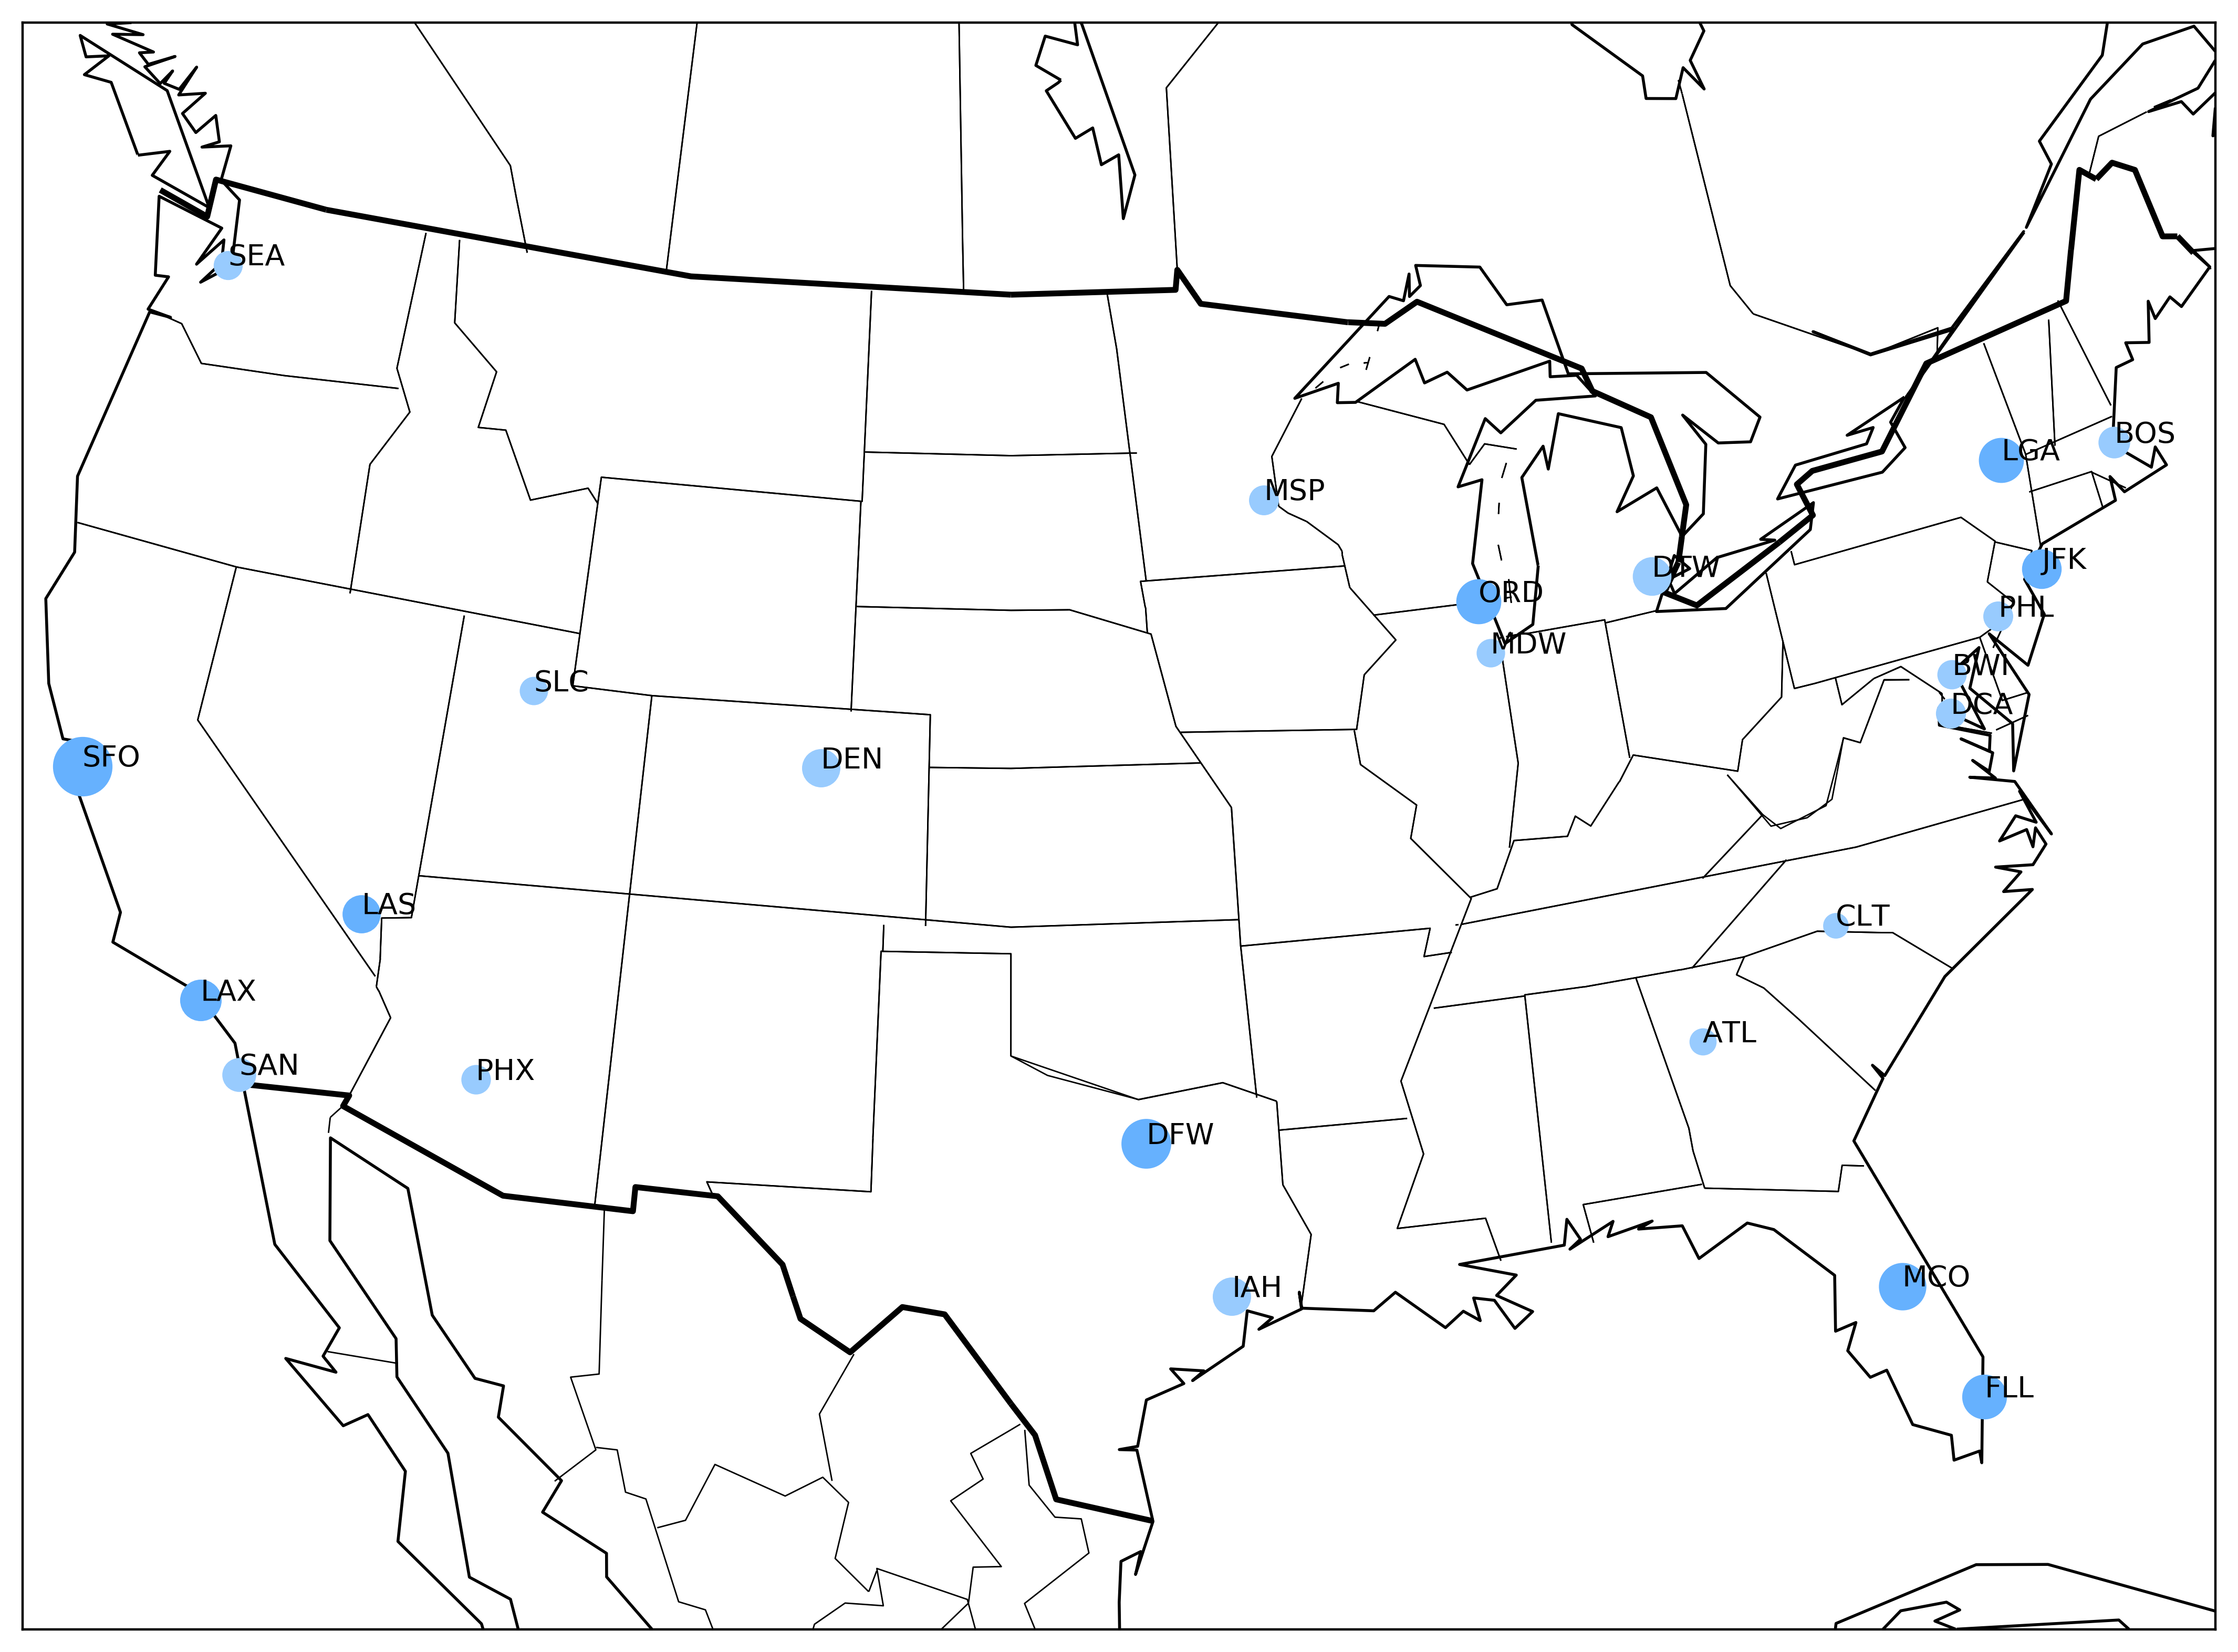 SEA
BOS
LGA
MSP
JFK
DTW
ORD
PHL
MDW
BWI
SLC
DCA
SFO
DEN
LAS
CLT
LAX
ATL
SAN
PHX
DFW
MCO
IAH
FLL